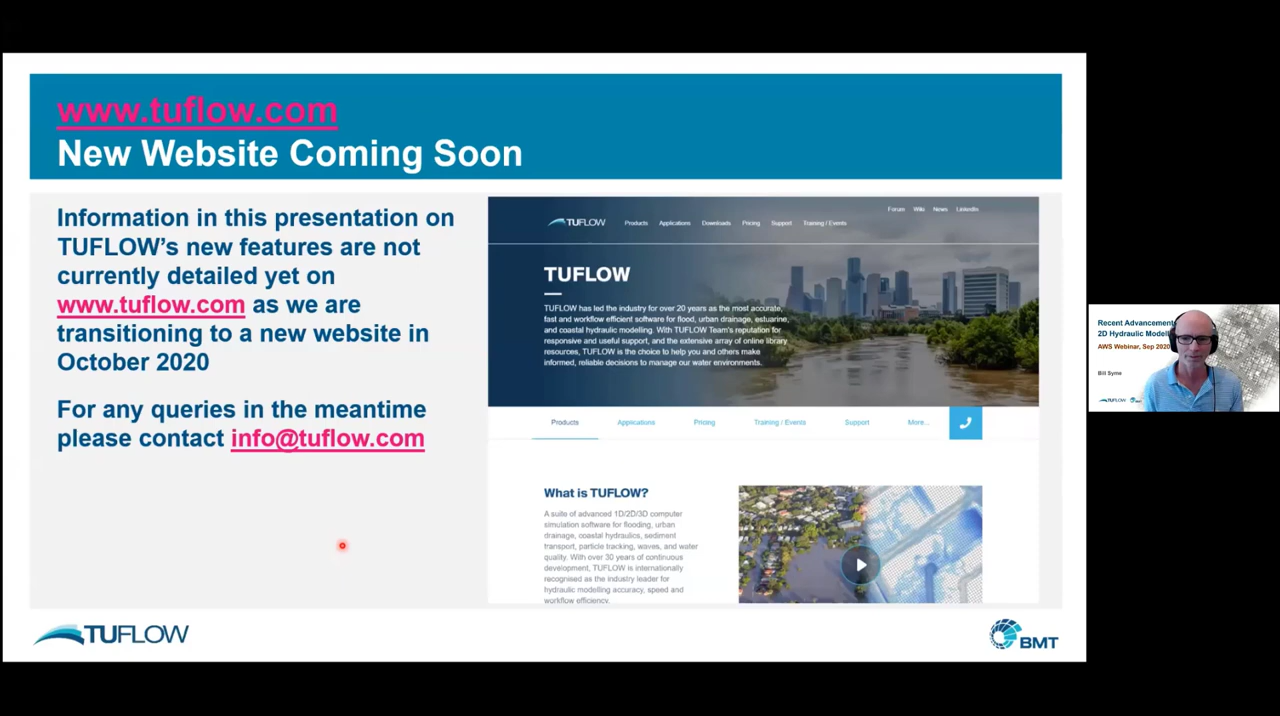 www.tuflow.com
New Website Coming Soon
Information in this presentation on
TUFLOW's new features are not
currently detailed yet on
www.tuflow.com as we are
transitioning to a new website in
October 2020
For any queries in the meantime
please contact info@tuflow.com
Forum Wiki News LinkedIn
TUFLOW Products Applications Downloads Pricing Support Training / Events
TUFLOW
TUFLOW has led the industry for over 20 years as the most accurate,
fast and workflow efficient software for flood, urban drainage, estuarine,
and coastal hydraulic modelling. With TUFLOW Team's reputation for
responsive and useful support, and the extensive array of online library
resources, TUFLOW is the choice to help you and others make
informed, reliable decisions to manage our water environments.
Products Applications Pricing Training / Events Support More...
What is TUFLOW?
A suite of advanced 1D/2D/3D computer
simulation software for flooding, urban
drainage, coastal hydraulics, sediment
transport, particle tracking, waves, and water
quality. With over 30 years of continuous
development, TUFLOW is internationally
recognised as the industry leader for
hydraulic modelling accuracy, speed and
workflow efficiency.
TUFLOW
BMT
Recent Advancement
2D Hydraulic Modell
AWS Webinar, Sep 2020
Bill Syme
TUFLOW BMT